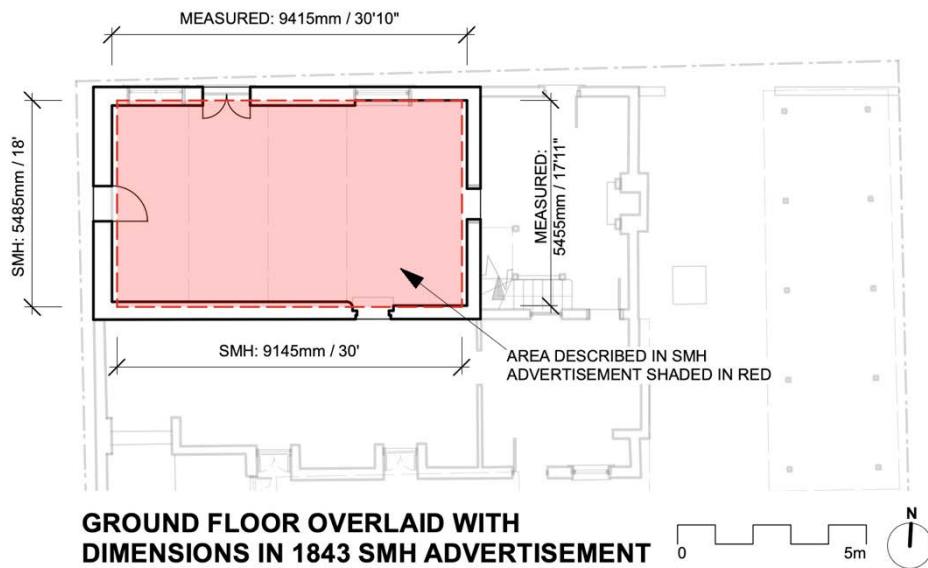 MEASURED: 9415mm / 30'10"
SMH: 5485mm / 18'
MEASURED:
5455mm / 17'11"
SMH: 9145mm / 30'
AREA DESCRIBED IN SMH
ADVERTISEMENT SHADED IN RED
GROUND FLOOR OVERLAID WITH
DIMENSIONS IN 1843 SMH ADVERTISEMENT
0
5m
N